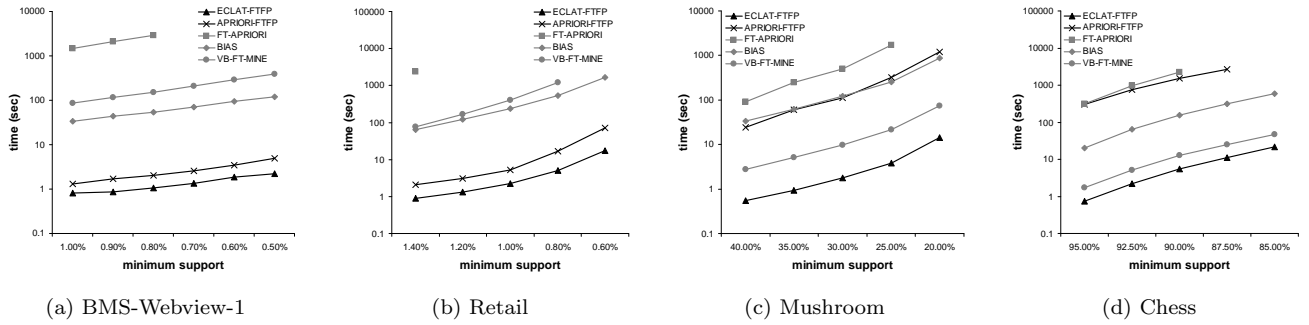 10000
1000
100
10
1
0.1
time (sec)
1.00% 0.90% 0.80% 0.70% 0.60% 0.50%
minimum support
ECLAT-FTFP
APRIORI-FTFP
FT-APRIORI
BIAS
VB-FT-MINE
(a) BMS-Webview-1
100000
10000
1000
100
10
1
0.1
time (sec)
1.40% 1.20% 1.00% 0.80% 0.60%
minimum support
ECLAT-FTFP
APRIORI-FTFP
FT-APRIORI
BIAS
VB-FT-MINE
(b) Retail
10000
1000
100
10
1
0.1
time (sec)
40.00% 35.00% 30.00% 25.00% 20.00%
minimum support
ECLAT-FTFP
APRIORI-FTFP
FT-APRIORI
BIAS
VB-FT-MINE
(c) Mushroom
100000
10000
1000
100
10
1
0.1
time (sec)
95.00% 92.50% 90.00% 87.50% 85.00%
minimum support
ECLAT-FTFP
APRIORI-FTFP
FT-APRIORI
BIAS
VB-FT-MINE
(d) Chess